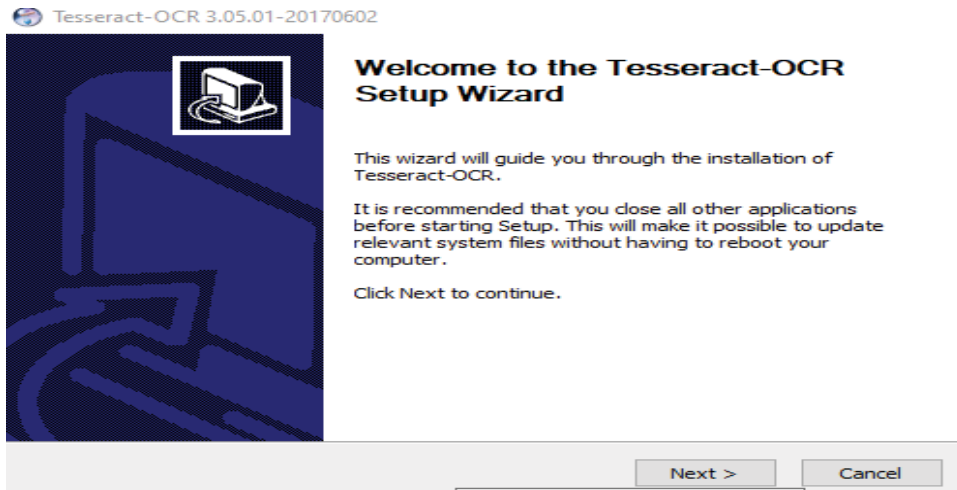 Tesseract-OCR 3.05.01-20170602
Welcome to the Tesseract-OCR
Setup Wizard
This wizard will guide you through the installation of
Tesseract-OCR.
It is recommended that you close all other applications
before starting Setup. This will make it possible to update
relevant system files without having to reboot your
computer.
Click Next to continue.
Next >
Cancel